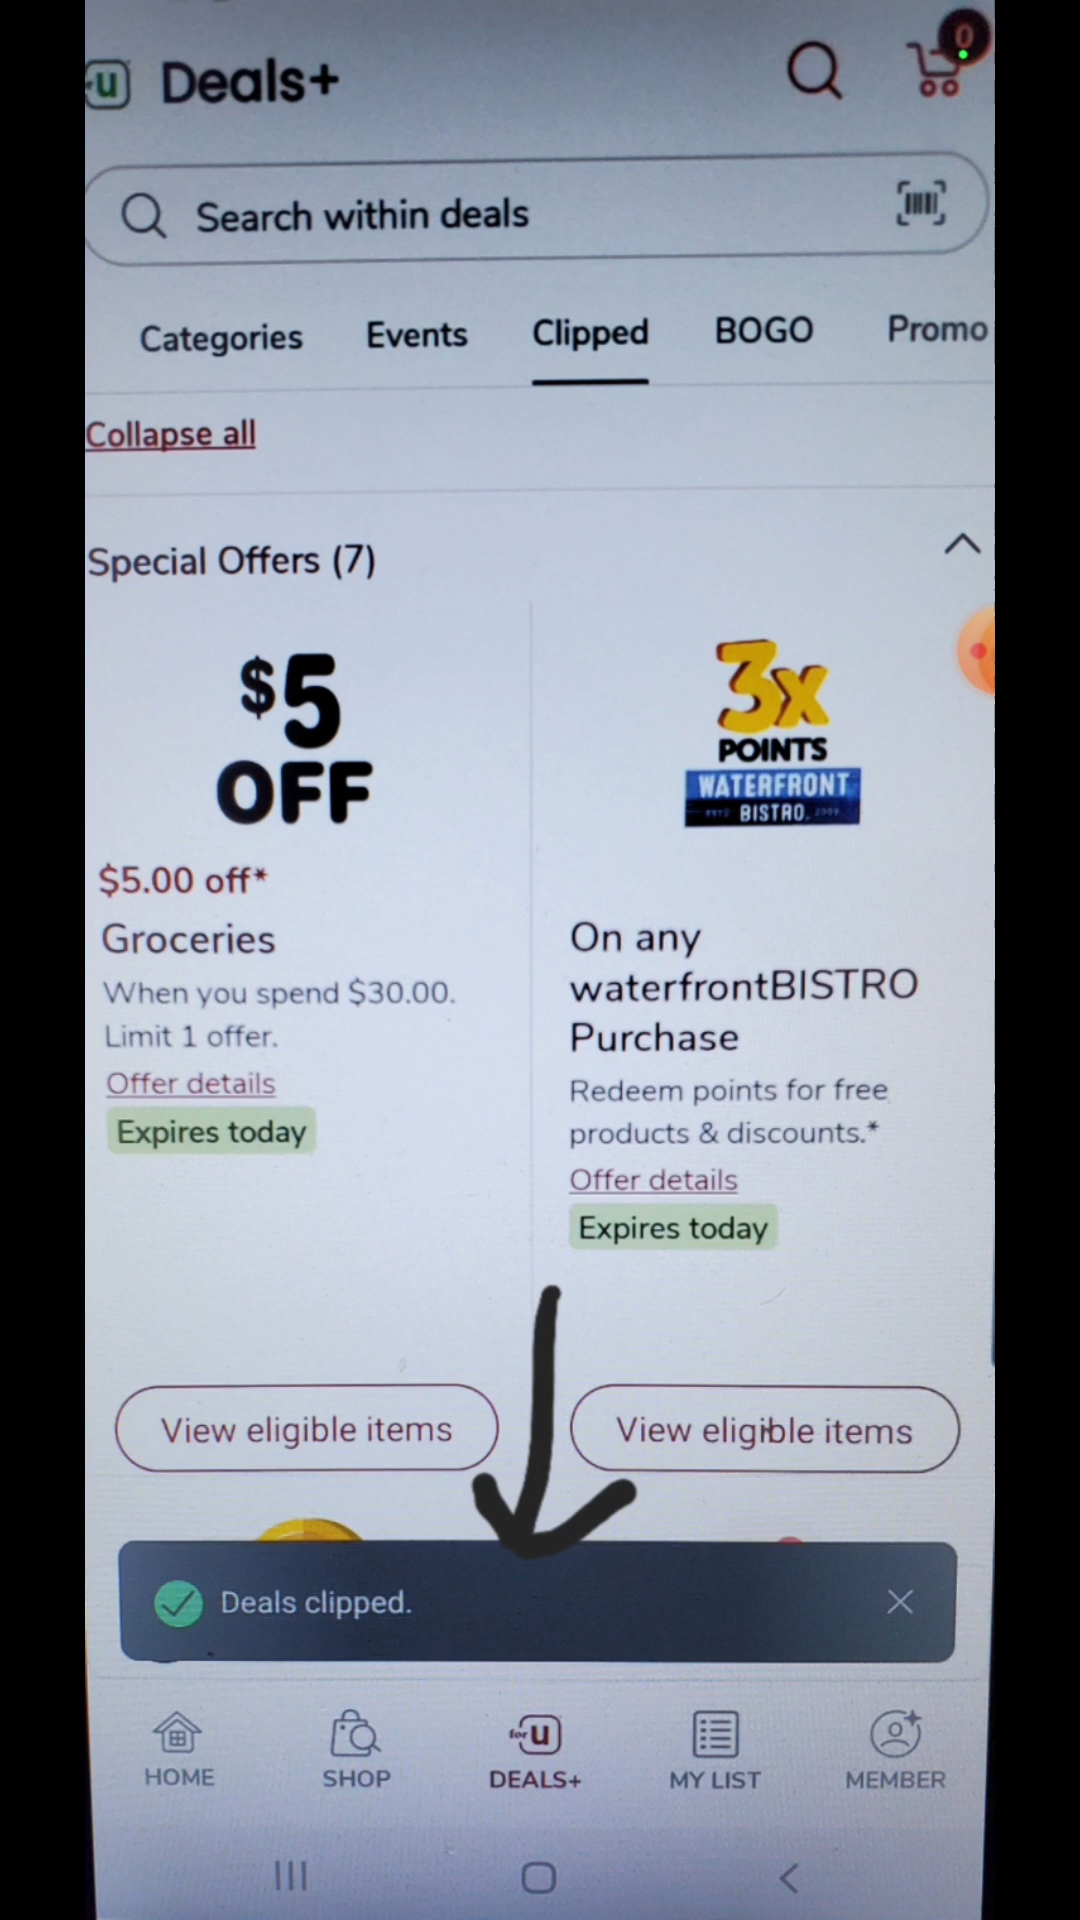 u Deals+
0
Search within deals
Categories Events Clipped BOGO Promo
Collapse all
Special Offers (7)
$5
OFF
$5.00 off*
Groceries
When you spend $30.00.
Limit 1 offer.
Offer details
Expires today
3x
POINTS
WATERFRONT
BISTRO.
On any
waterfrontBISTRO
Purchase
Redeem points for free
products & discounts.*
Offer details
Expires today
View eligible items
View eligible items
Deals clipped.
for u
HOME SHOP DEALS+ MY LIST MEMBER